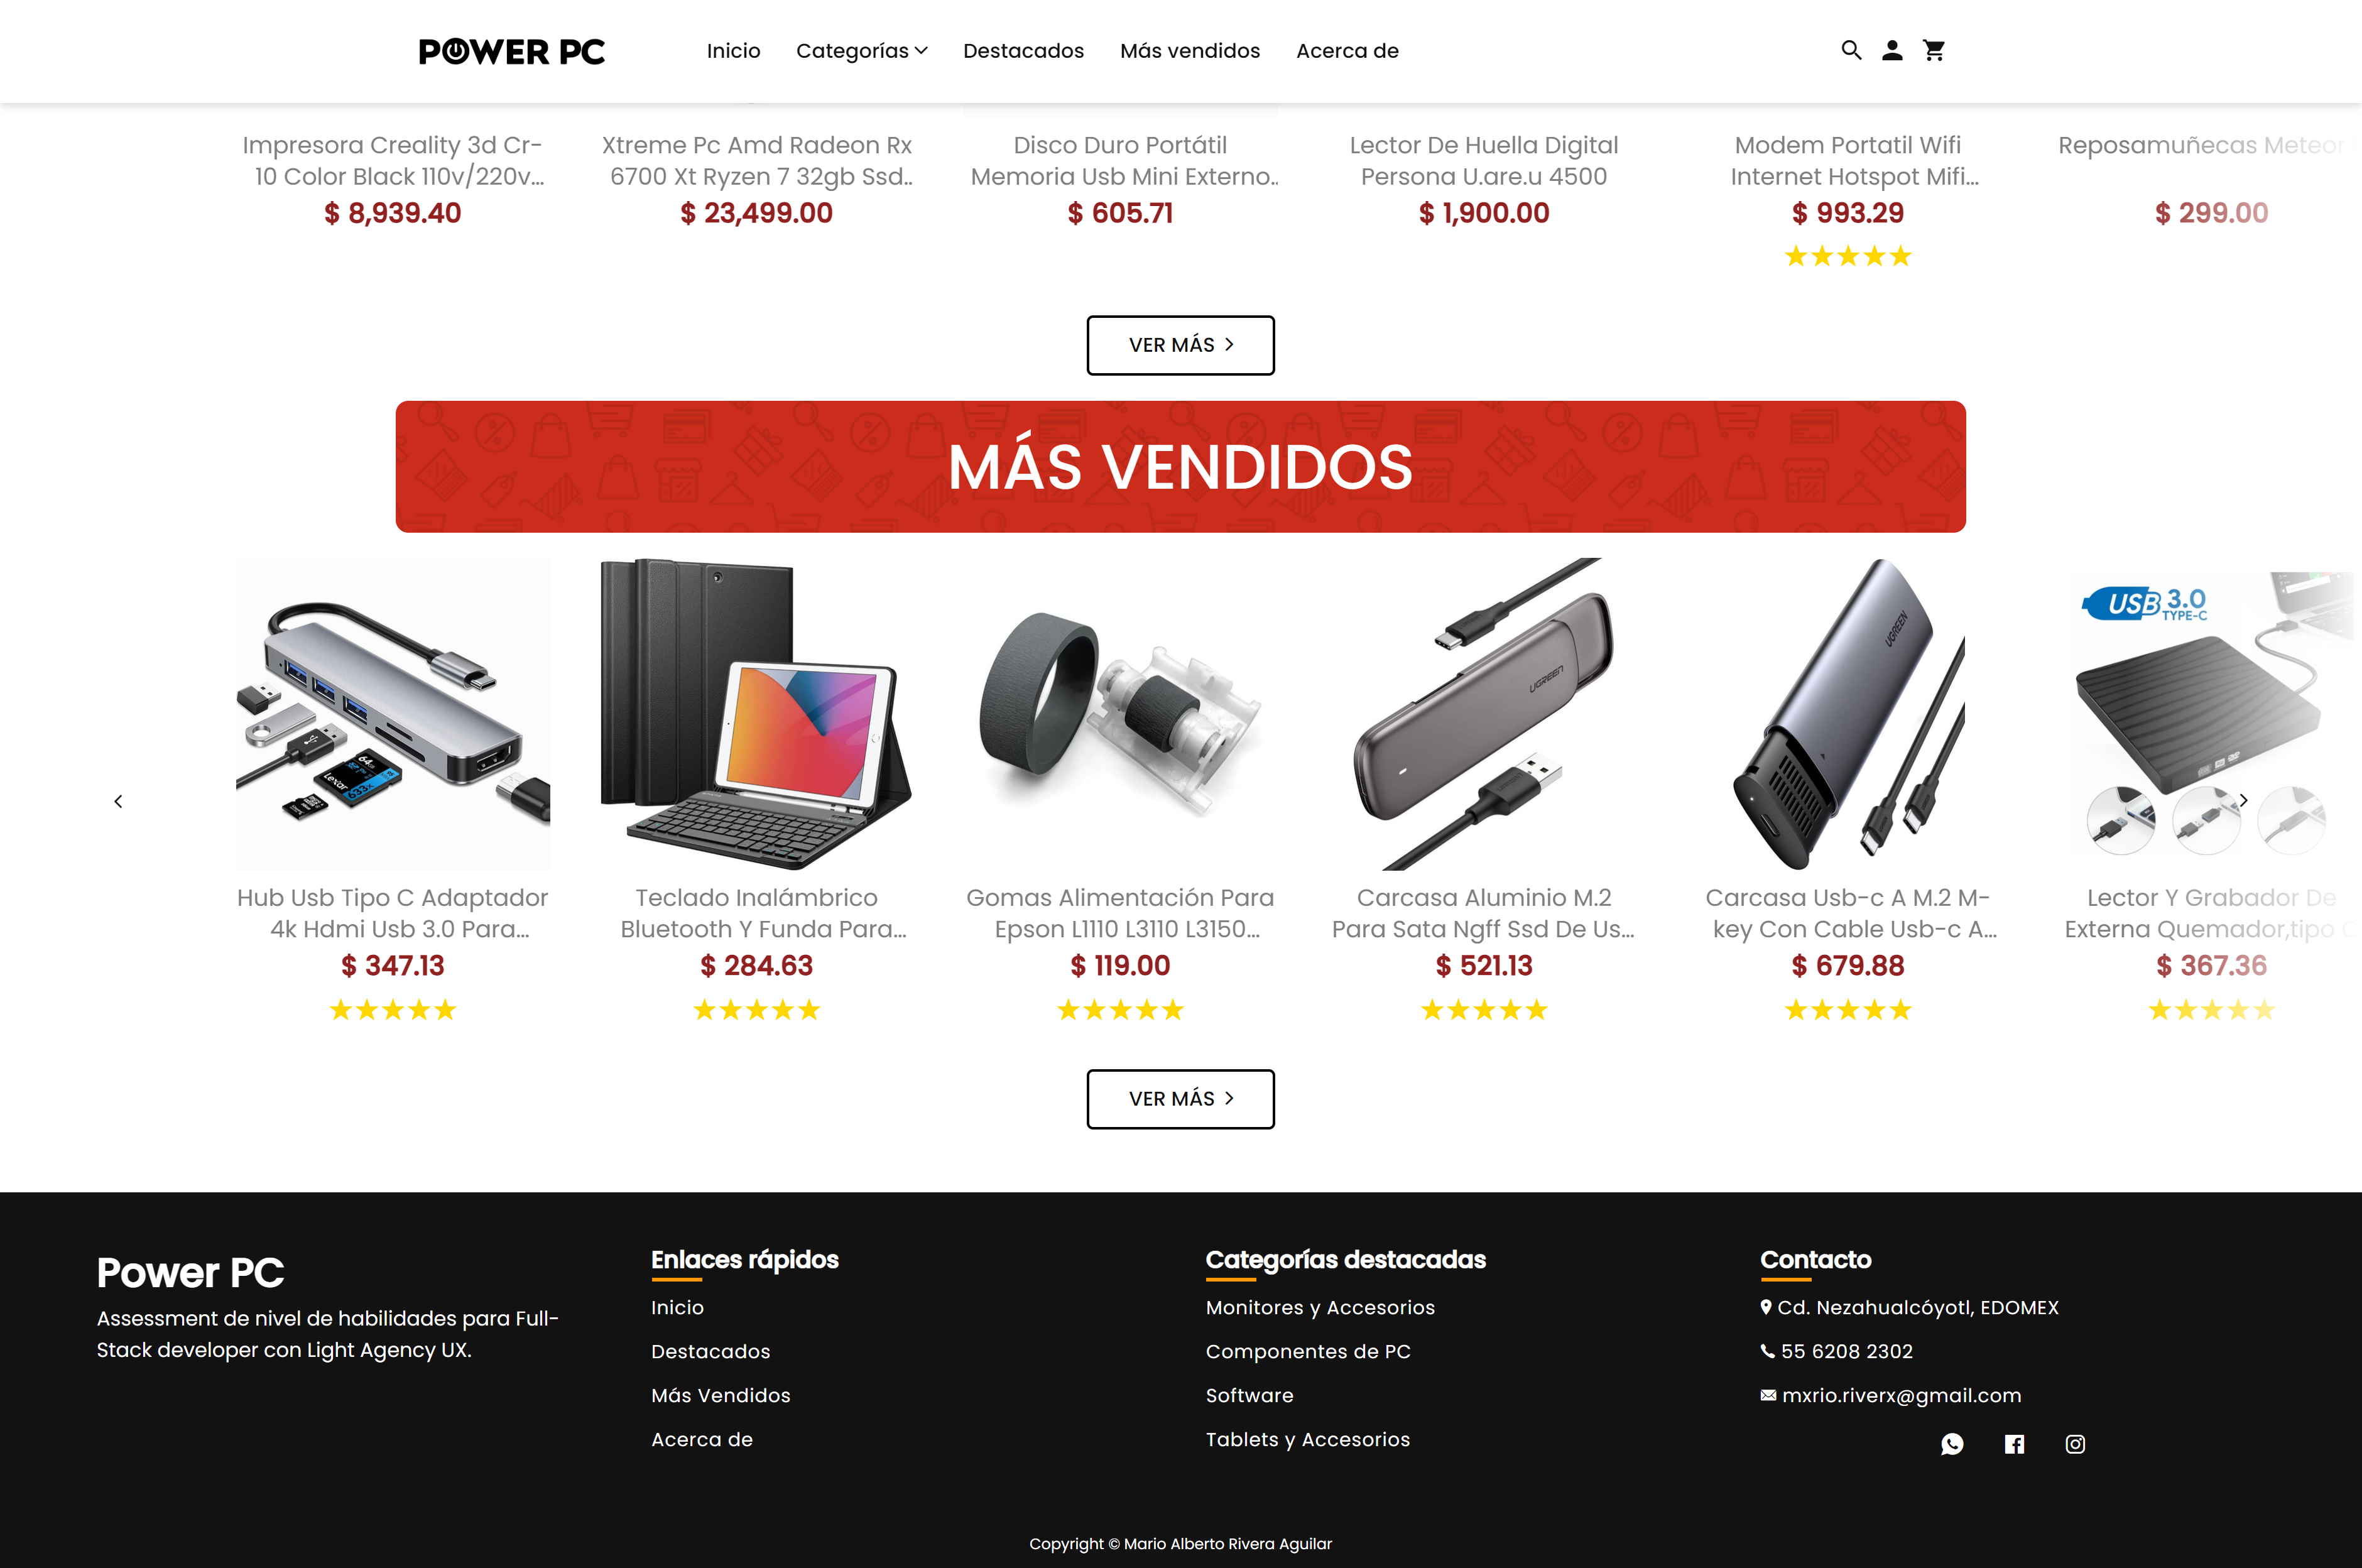 POWER PC
Inicio
Categorías
Destacados
Más vendidos
Acerca de
Impresora Creality 3d Cr-
10 Color Black 110v/220v...
$ 8,939.40
Xtreme Pc Amd Radeon Rx
6700 Xt Ryzen 7 32gb Ssd..
$ 23,499.00
Disco Duro Portátil
Memoria Usb Mini Externo..
$ 605.71
Lector De Huella Digital
Persona U.are.u 4500
$ 1,900.00
Modem Portatil Wifi
Internet Hotspot Mifi...
$ 993.29
Reposamuñecas Meteor
$ 299.00
VER MÁS
MÁS VENDIDOS
64GB
Lexar
633x
UGREEN
UGREEN
USB 3.0
TYPE-C
Hub Usb Tipo C Adaptador
4k Hdmi Usb 3.0 Para...
$ 347.13
Teclado Inalámbrico
Bluetooth Y Funda Para...
$ 284.63
Gomas Alimentación Para
Epson L1110 L3110 L3150...
$ 119.00
Carcasa Aluminio M.2
Para Sata Ngff Ssd De Us...
$ 521.13
Carcasa Usb-c A M.2 M-
key Con Cable Usb-c A...
$ 679.88
Lector Y Grabador De
Externa Quemador,tipo
$ 367.36
VER MÁS
Power PC
Assessment de nivel de habilidades para Full-
Stack developer con Light Agency UX.
Enlaces rápidos
Inicio
Destacados
Más Vendidos
Acerca de
Categorías destacadas
Monitores y Accesorios
Componentes de PC
Software
Tablets y Accesorios
Contacto
Cd. Nezahualcóyotl, EDOMEX
55 6208 2302
mxrio.riverx@gmail.com
Copyright © Mario Alberto Rivera Aguilar